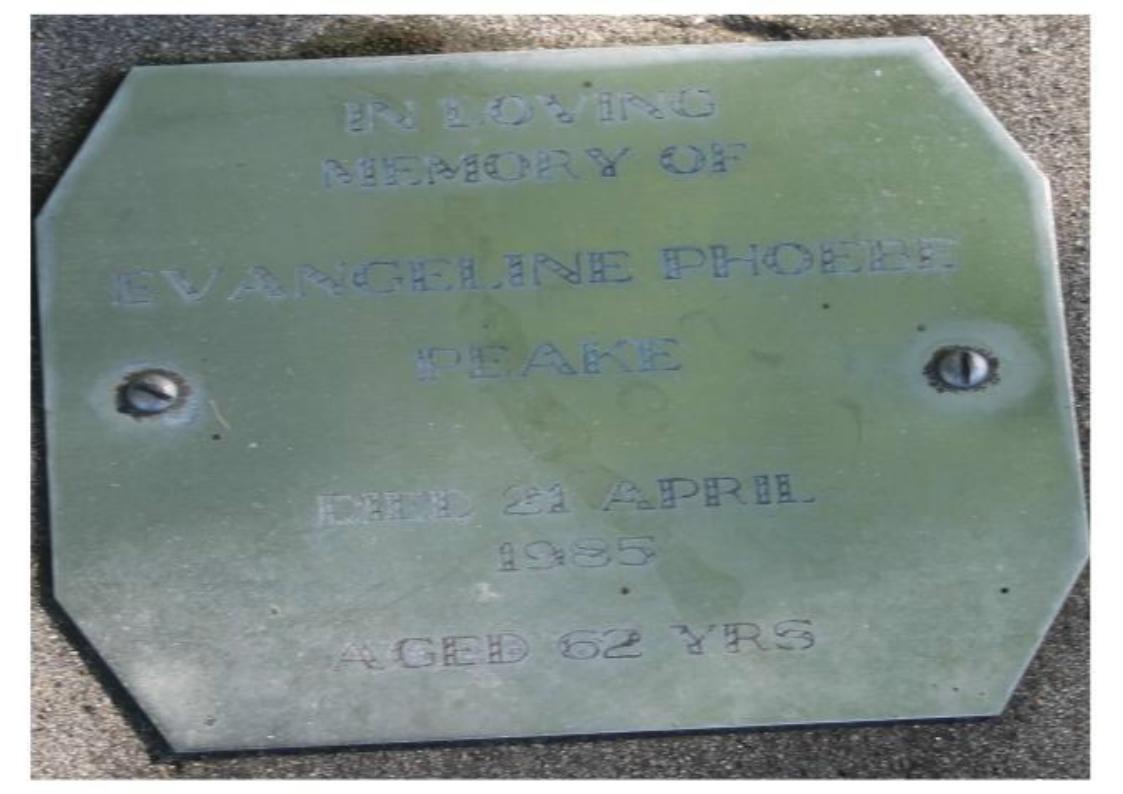 IN LOVING
MEMORY OF
EVANGELINE PHOEBE
PEAKE
DIED 21 APRIL
1985
AGED 62 YRS